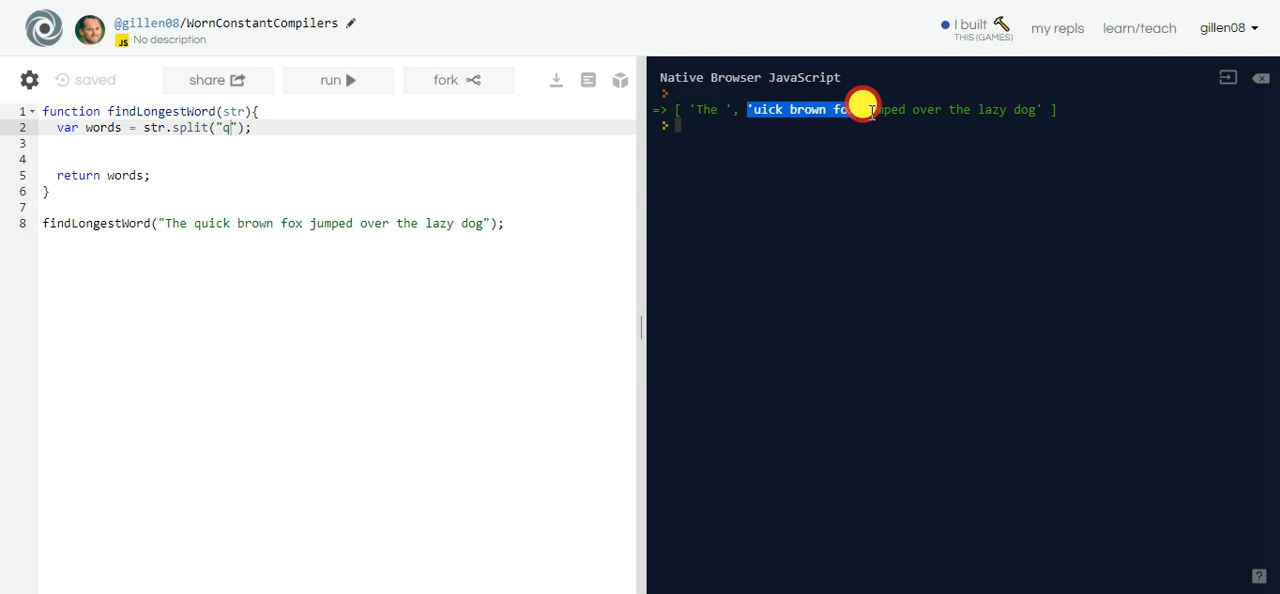 @gillen08/WornConstantCompilers
JS No description
I built
THIS (GAMES)
my repls
learn/teach
gillen08
saved
share
run
fork
1 function findLongestWord(str){
2 var words = str.split("q");
3
4
5 return words;
6 }
7
8 findLongestWord("The quick brown fox jumped over the lazy dog");
Native Browser JavaScript
=> [ 'The ', 'uick brown fo mped over the lazy dog' ]
?